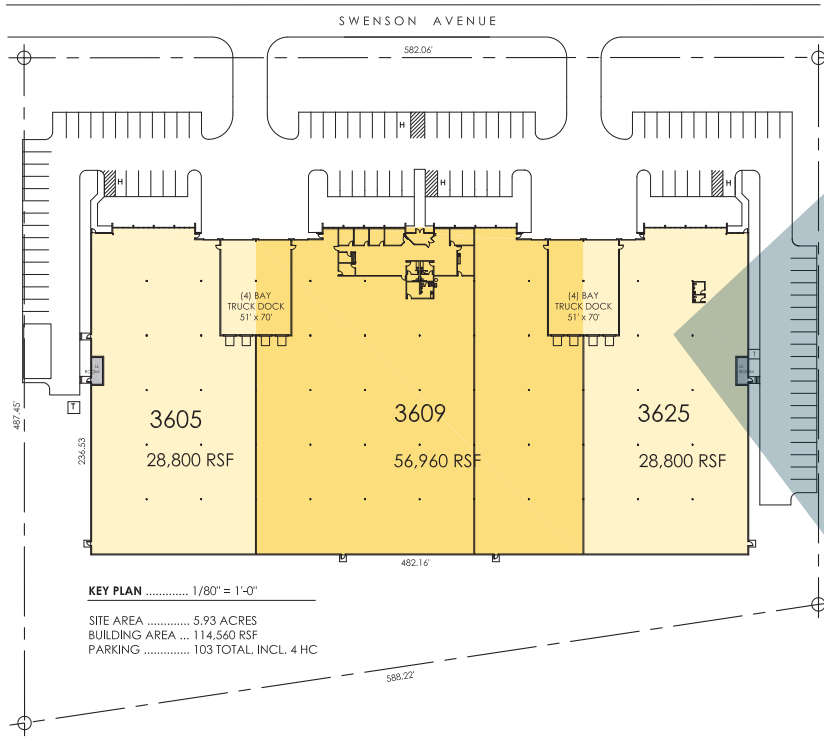 SWENSON AVENUE
582.06'
H
H
H
H
(4) BAY
TRUCK DOCK
51' x 70'
(4) BAY
TRUCK DOCK
51' x 70'
ROOM
T
T
487.45'
236.53
3605
28,800 RSF
3609
56,960 RSF
3625
28,800 RSF
482.16'
KEY PLAN ............. 1/80" = 1'-0"
SITE AREA ............. 5.93 ACRES
BUILDING AREA ... 114,560 RSF
PARKING .............. 103 TOTAL, INCL. 4 HC
588.22'